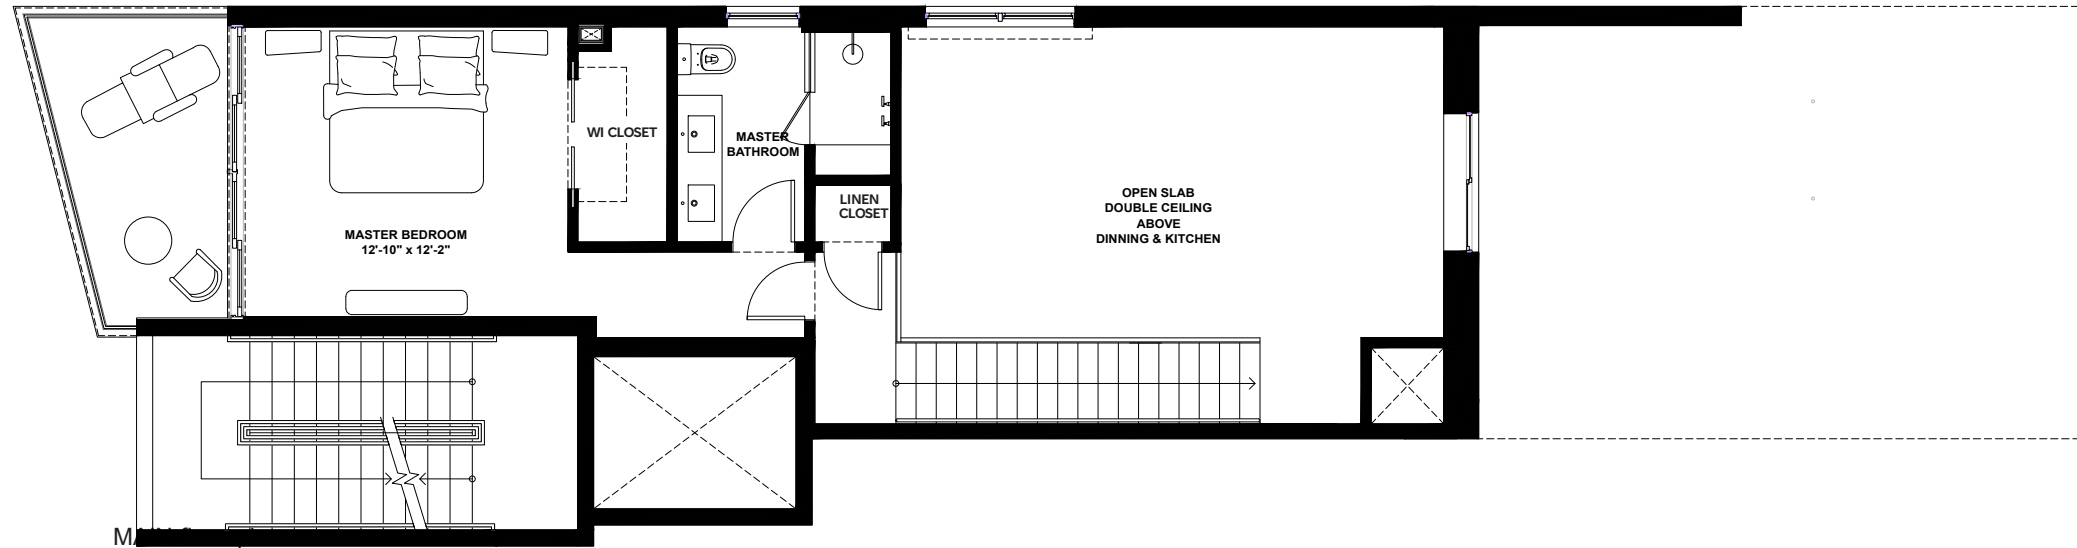 WI CLOSET
MASTER
BATHROOM
LINEN
CLOSET
OPEN SLAB
DOUBLE CEILING
ABOVE
DINNING & KITCHEN
MASTER BEDROOM
12'-10" x 12'-2"